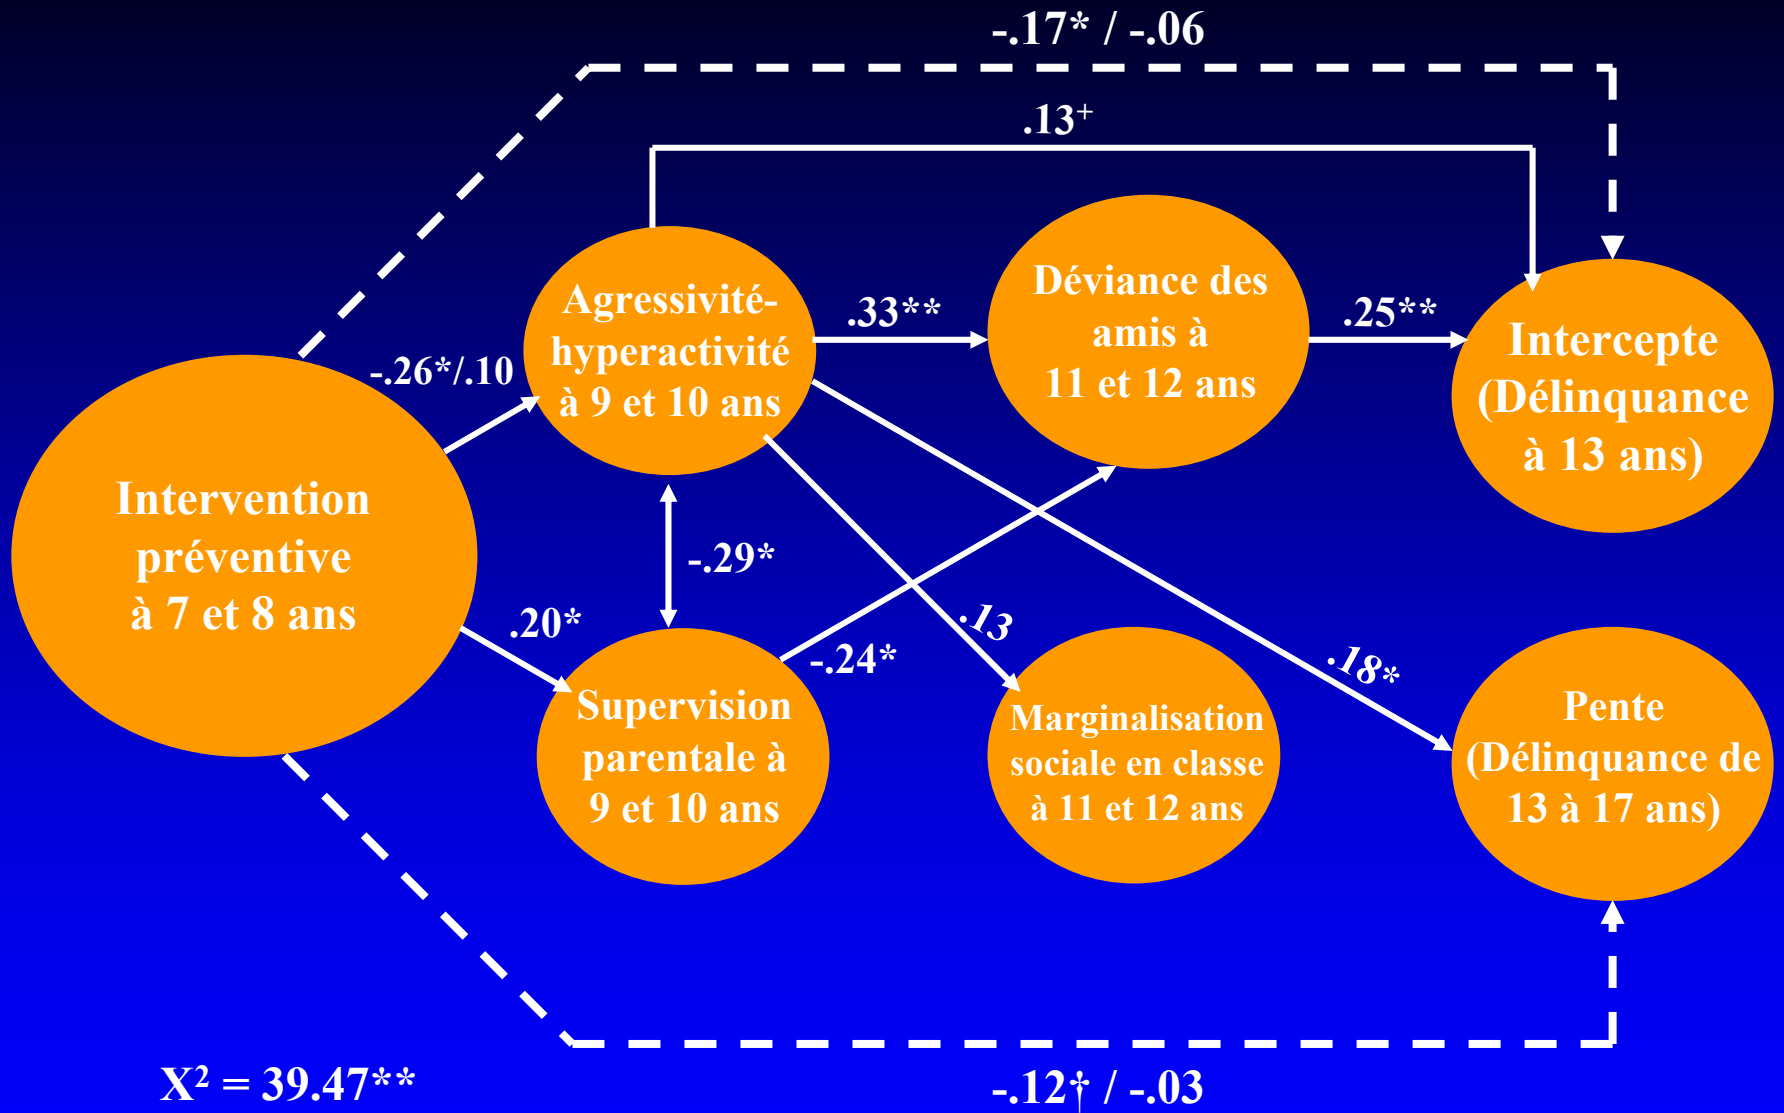 -.17* / -.06
.13⁺
Agressivité-
hyperactivité
à 9 et 10 ans
.33**
Déviance des
amis à
11 et 12 ans
.25**
Intercepte
(Délinquance
à 13 ans)
-.26*/.10
Intervention
préventive
à 7 et 8 ans
-.29*
.20*
-.24*
.13
.18*
Supervision
parentale à
9 et 10 ans
Marginalisation
sociale en classe
à 11 et 12 ans
Pente
(Délinquance de
13 à 17 ans)
X² = 39.47**
-.12† / -.03